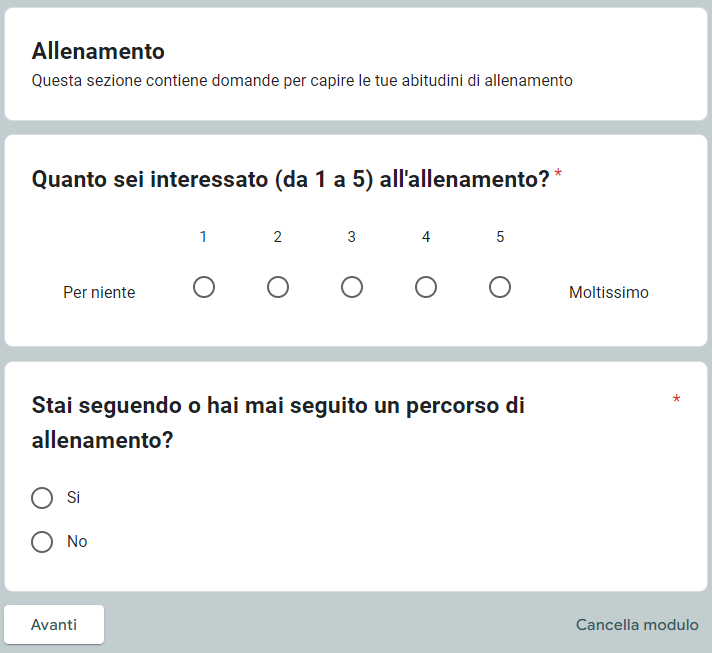 Allenamento
Questa sezione contiene domande per capire le tue abitudini di allenamento
Quanto sei interessato (da 1 a 5) all'allenamento? *
1 2 3 4 5
Per niente Moltissimo
Stai seguendo o hai mai seguito un percorso di *
allenamento?
Si
No
Avanti Cancella modulo